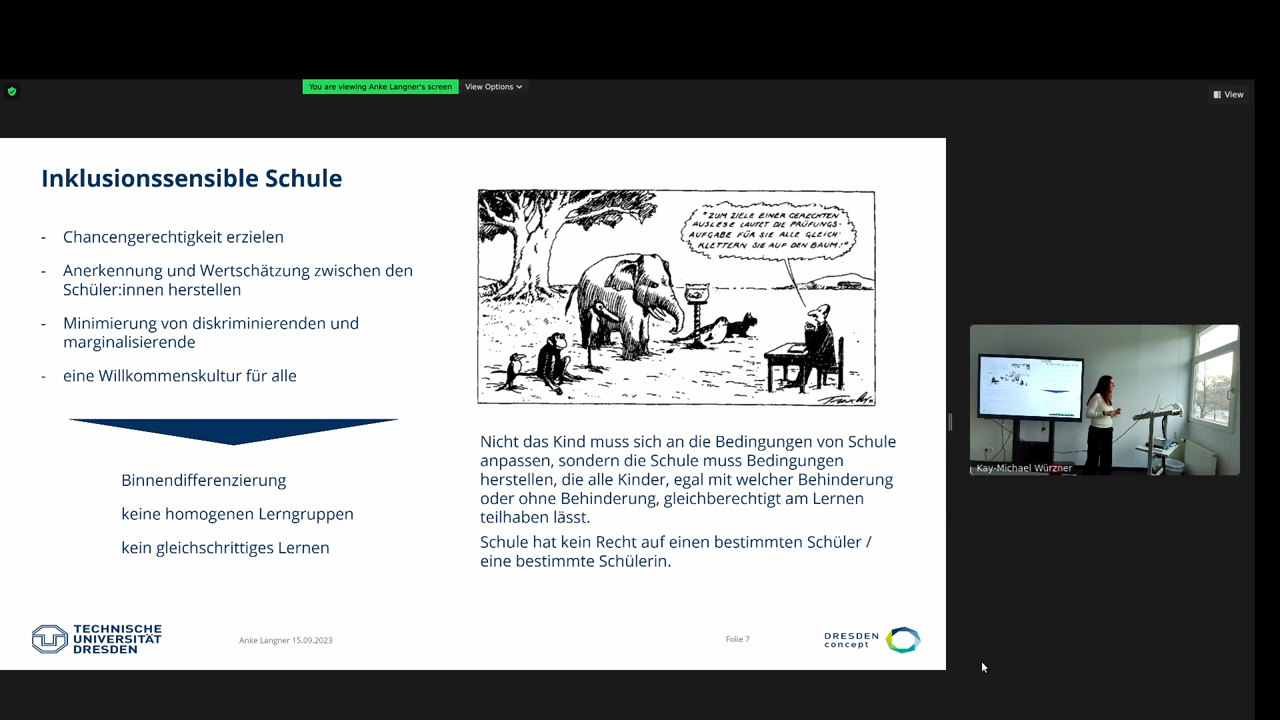 You are viewing Anke Langner's screen
View Options
View
Inklusionssensible Schule
- Chancengerechtigkeit erzielen
- Anerkennung und Wertschätzung zwischen den
Schüler:innen herstellen
- Minimierung von diskriminierenden und
marginalisierende
- eine Willkommenskultur für alle
Binnendifferenzierung
keine homogenen Lerngruppen
kein gleichschrittiges Lernen
"ZUM ZIELE EINER GERECHTEN
AUSLESE LAUTET DIE PRÜFUNGS-
AUFGABE FÜR SIE ALLE GLEICH:
KLETTERN SIE AUF DEN BAUM!"
Nicht das Kind muss sich an die Bedingungen von Schule
anpassen, sondern die Schule muss Bedingungen
herstellen, die alle Kinder, egal mit welcher Behinderung
oder ohne Behinderung, gleichberechtigt am Lernen
teilhaben lässt.
Schule hat kein Recht auf einen bestimmten Schüler /
eine bestimmte Schülerin.
TECHNISCHE
UNIVERSITÄT
DRESDEN
Anke Langner 15.09.2023
Folie 7
DRESDEN
concept
Kay-Michael Würzner